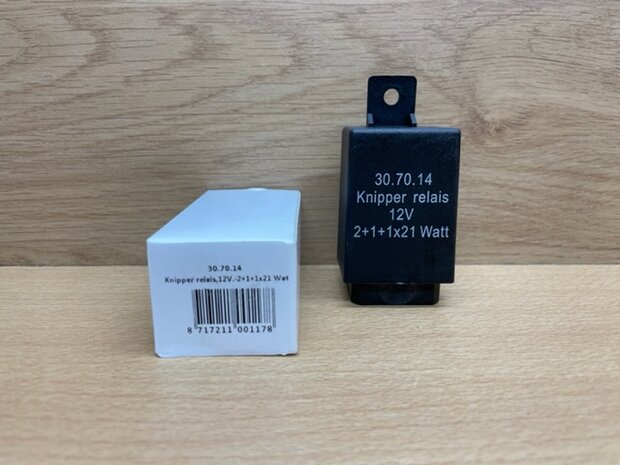 30.70.14
Knipper relais
12V
2+1+1x21 Watt
30.70.14
Knipper relais,12V.-2+1+1x21 Wat
8 717211 001178